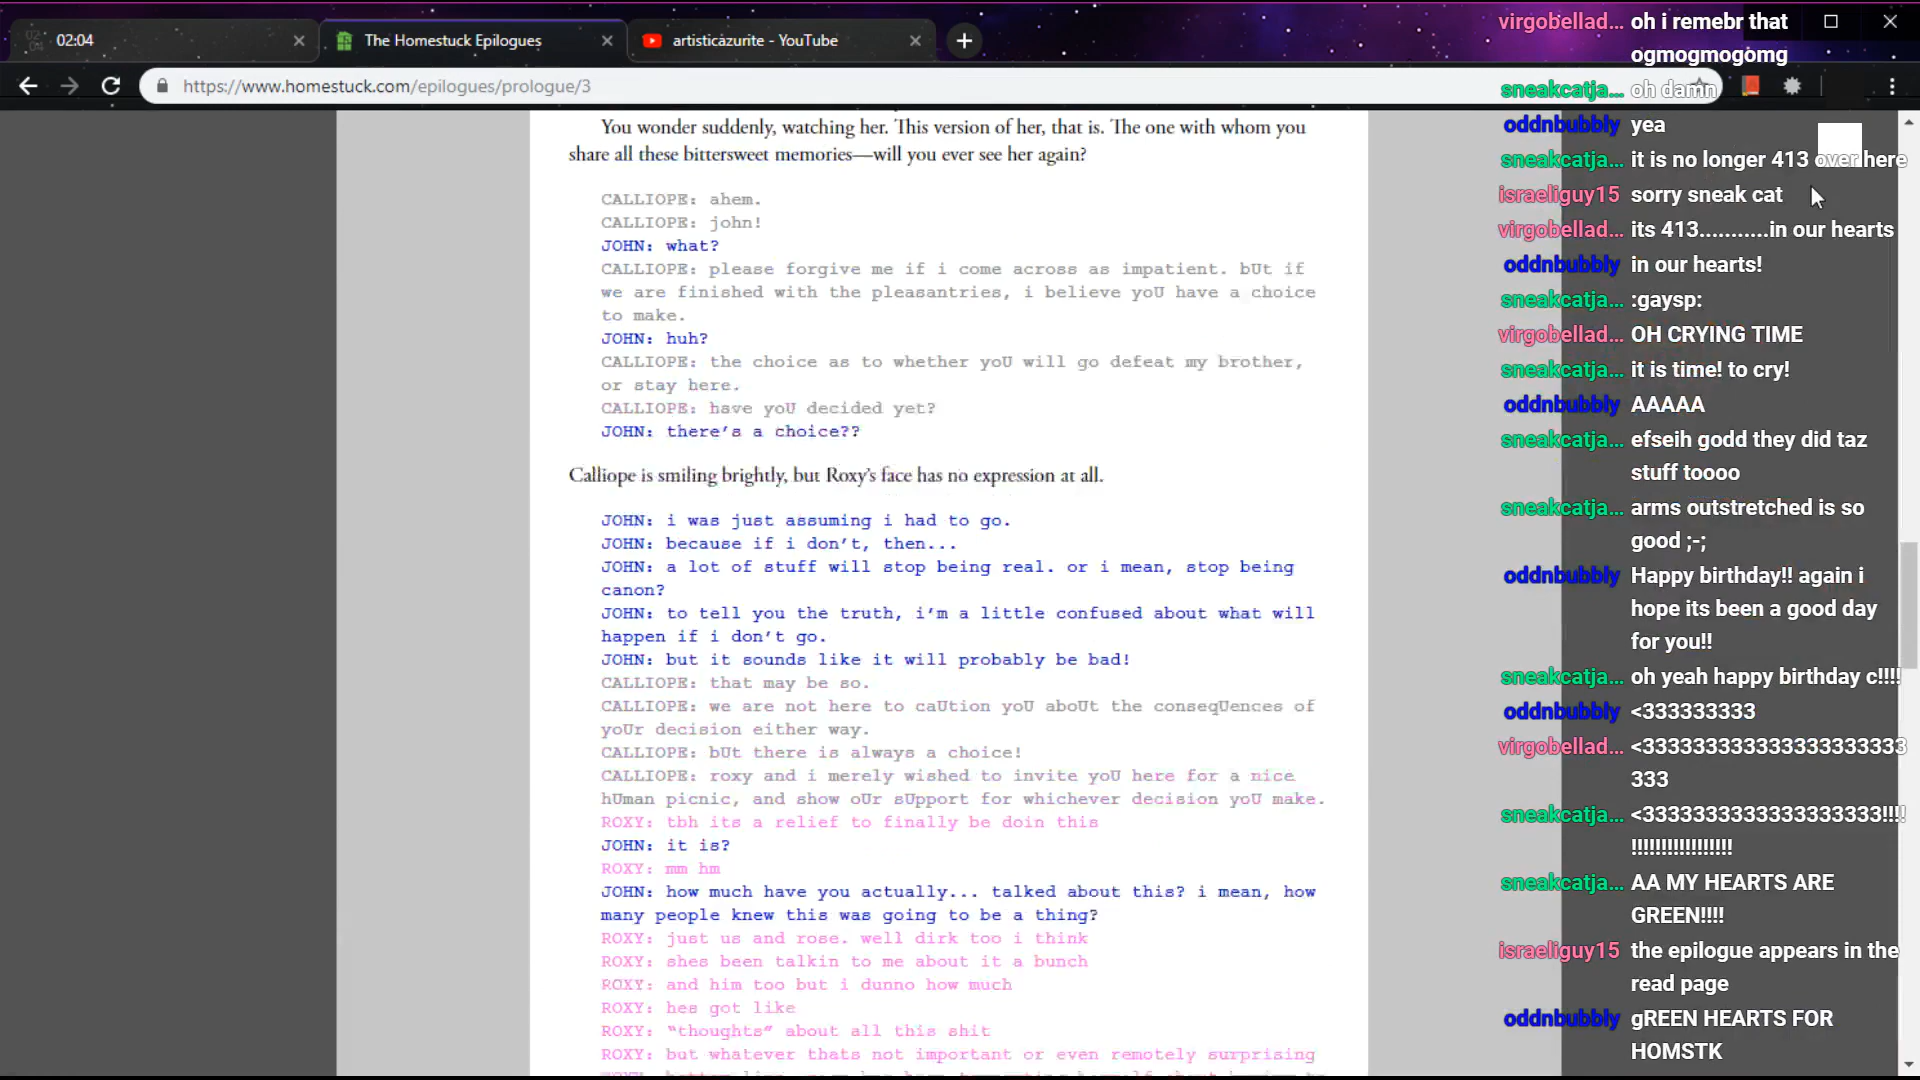 02:04
The Homestuck Epilogues
artisticazurite - YouTube
https://www.homestuck.com/epilogues/prologue/3
You wonder suddenly, watching her. This version of her, that is. The one with whom you
share all these bittersweet memories—will you ever see her again?
CALLIOPE: ahem.
CALLIOPE: john!
JOHN: what?
CALLIOPE: please forgive me if i come across as impatient. bUt if
we are finished with the pleasantries, i believe yoU have a choice
to make.
JOHN: huh?
CALLIOPE: the choice as to whether yoU will go defeat my brother,
or stay here.
CALLIOPE: have yoU decided yet?
JOHN: there's a choice??
Calliope is smiling brightly, but Roxy's face has no expression at all.
JOHN: i was just assuming i had to go.
JOHN: because if i don't, then...
JOHN: a lot of stuff will stop being real. or i mean, stop being
canon?
JOHN: to tell you the truth, i'm a little confused about what will
happen if i don't go.
JOHN: but it sounds like it will probably be bad!
CALLIOPE: that may be so.
CALLIOPE: we are not here to caUtion yoU aboUt the conseqUences of
yoUr decision either way.
CALLIOPE: bUt there is always a choice!
CALLIOPE: roxy and i merely wished to invite yoU here for a nice
hUman picnic, and show oUr sUpport for whichever decision yoU make.
ROXY: tbh its a relief to finally be doin this
JOHN: it is?
ROXY: mm hm
JOHN: how much have you actually... talked about this? i mean, how
many people knew this was going to be a thing?
ROXY: just us and rose. well dirk too i think
ROXY: shes been talkin to me about it a bunch
ROXY: and him too but i dunno how much
ROXY: hes got like
ROXY: "thoughts" about all this shit
ROXY: but whatever thats not important or even remotely surprising
virgobellad... oh i remebr that
ogmogmogomg
sneakcatja... oh damn
oddnbubbly yea
sneakcatja... it is no longer 413 over here
israeliguy15 sorry sneak cat
virgobellad... its 413...........in our hearts
oddnbubbly in our hearts!
sneakcatja... :gaysp:
virgobellad... OH CRYING TIME
sneakcatja... it is time! to cry!
oddnbubbly AAAAA
sneakcatja... efseih godd they did taz
stuff toooo
sneakcatja... arms outstretched is so
good ;-;
oddnbubbly Happy birthday!! again i
hope its been a good day
for you!!
sneakcatja... oh yeah happy birthday c!!!!
oddnbubbly <333333333
virgobellad... <3333333333333333333333
333
sneakcatja... <33333333333333333333!!!!
!!!!!!!!!!!!!!!!!
sneakcatja... AA MY HEARTS ARE
GREEN!!!!
israeliguy15 the epilogue appears in the
read page
oddnbubbly gREEN HEARTS FOR
HOMSTK